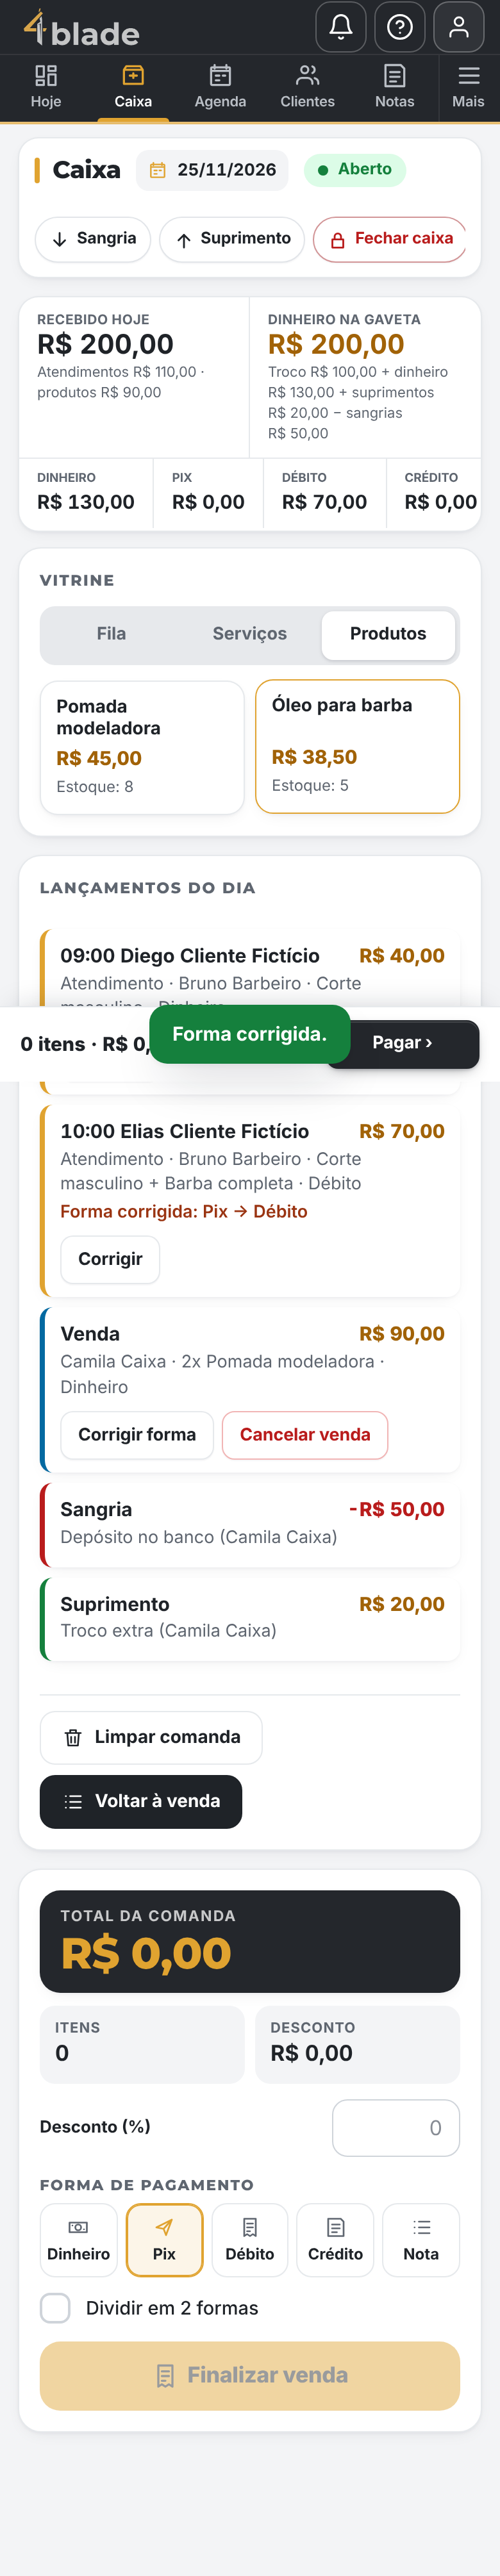 4blade
Hoje
Caixa
Agenda
Clientes
Notas
Mais
Caixa
25/11/2026
Aberto
Sangria
Suprimento
Fechar caixa
RECEBIDO HOJE
R$ 200,00
Atendimentos R$ 110,00 ·
produtos R$ 90,00
DINHEIRO NA GAVETA
R$ 200,00
Troco R$ 100,00 + dinheiro
R$ 130,00 + suprimentos
R$ 20,00 − sangrias
R$ 50,00
DINHEIRO
R$ 130,00
PIX
R$ 0,00
DÉBITO
R$ 70,00
CRÉDITO
R$ 0,00
VITRINE
Fila
Serviços
Produtos
Pomada
modeladora
R$ 45,00
Estoque: 8
Óleo para barba
R$ 38,50
Estoque: 5
LANÇAMENTOS DO DIA
09:00 Diego Cliente Fictício
R$ 40,00
Atendimento · Bruno Barbeiro · Corte
0 itens · R$ 0,
Forma corrigida.
Pagar ›
10:00 Elias Cliente Fictício
R$ 70,00
Atendimento · Bruno Barbeiro · Corte
masculino + Barba completa · Débito
Forma corrigida: Pix → Débito
Corrigir
Venda
R$ 90,00
Camila Caixa · 2x Pomada modeladora ·
Dinheiro
Corrigir forma
Cancelar venda
Sangria
-R$ 50,00
Depósito no banco (Camila Caixa)
Suprimento
R$ 20,00
Troco extra (Camila Caixa)
Limpar comanda
Voltar à venda
TOTAL DA COMANDA
R$ 0,00
ITENS
0
DESCONTO
R$ 0,00
Desconto (%)
0
FORMA DE PAGAMENTO
Dinheiro
Pix
Débito
Crédito
Nota
Dividir em 2 formas
Finalizar venda